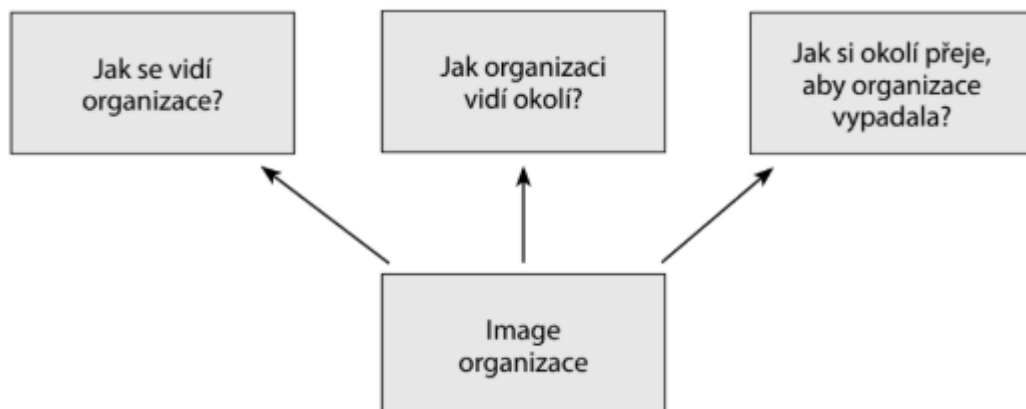 Jak se vidí
organizace?
Jak organizaci
vidí okolí?
Jak si okolí přeje,
aby organizace
vypadala?
Image
organizace